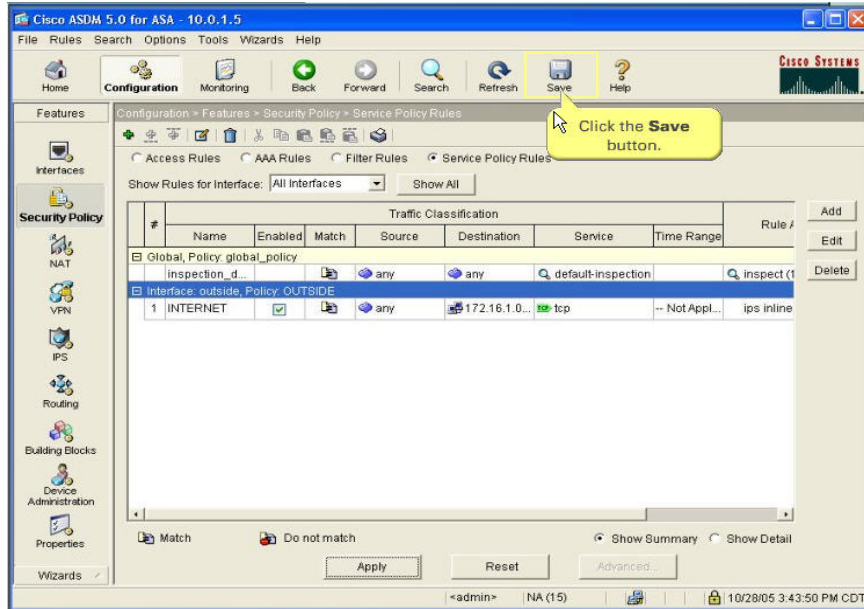 Cisco ASDM 5.0 for ASA - 10.0.1.5
File Rules Search Options Tools Wizards Help
Home Configuration Monitoring Back Forward Search Refresh Save Help
CISCO SYSTEMS
Features
Configuration > Features > Security Policy > Service Policy Rules
Click the Save
button.
Interfaces
Security Policy
NAT
VPN
IPS
Routing
Building Blocks
Device
Administration
Properties
Wizards
Access Rules AAA Rules Filter Rules Service Policy Rules
Show Rules for Interface: All Interfaces Show All
# Traffic Classification Rule A
Name Enabled Match Source Destination Service Time Range
Global, Policy: global_policy
inspection_d... any any default-inspection inspect (1
Interface: outside, Policy: OUTSIDE
1 INTERNET any 172.16.1.0... tcp -- Not Appl... ips inline
Add
Edit
Delete
Match Do not match Show Summary Show Detail
Apply Reset Advanced...
<admin> NA (15) 10/28/05 3:43:50 PM CDT